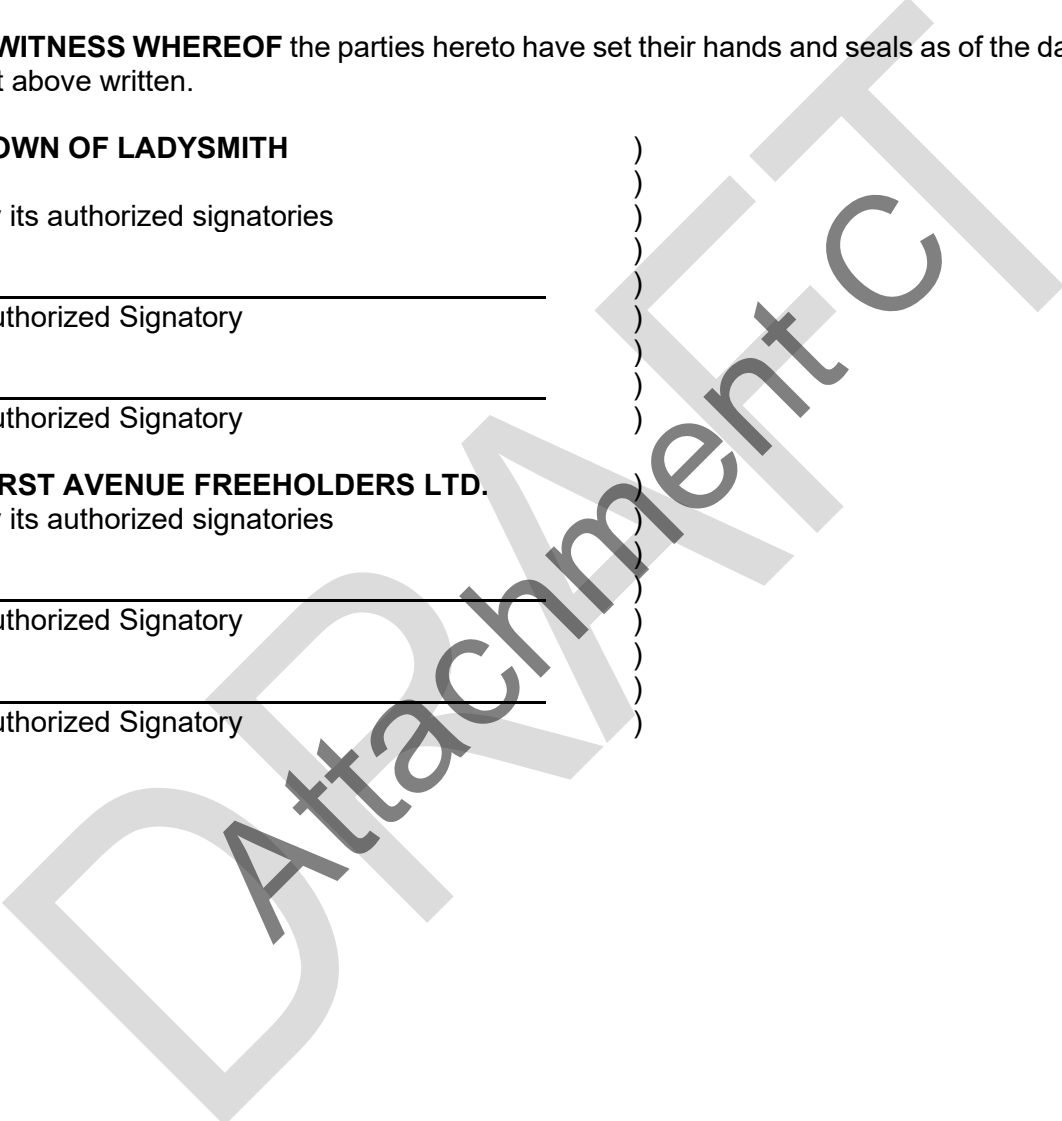 WITNESS WHEREOF the parties hereto have set their hands and seals as of the da
t above written.
OWN OF LADYSMITH )
)
its authorized signatories )
)
)
uthorized Signatory )
)
)
uthorized Signatory )
RST AVENUE FREEHOLDERS LTD. )
its authorized signatories )
)
)
uthorized Signatory )
)
)
uthorized Signatory )
DRAFT
Attachment C